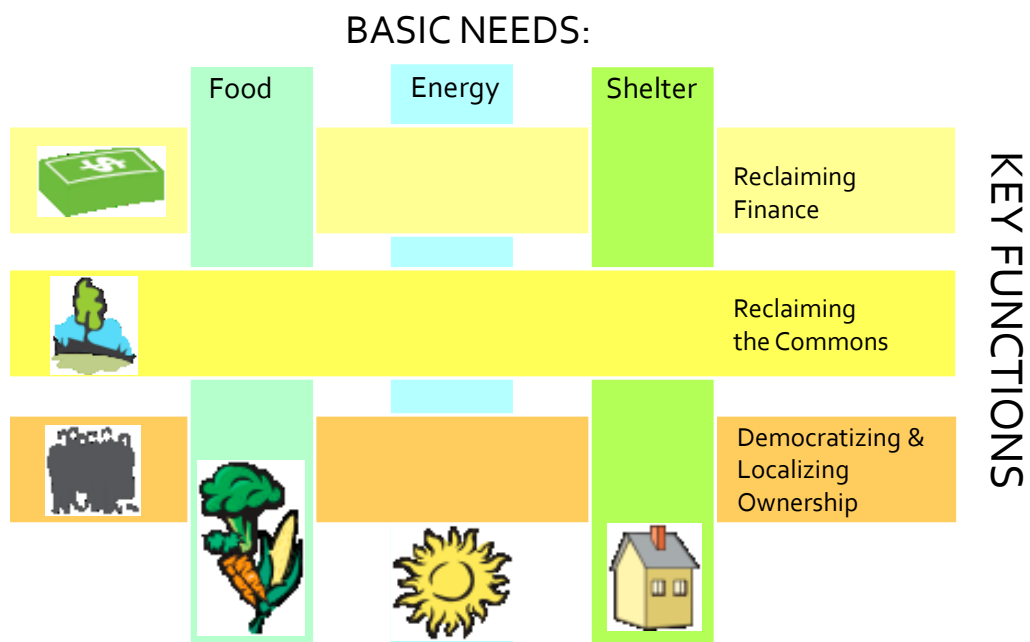 BASIC NEEDS:
Food
Energy
Shelter
Reclaiming
Finance
Reclaiming
the Commons
Democratizing &
Localizing
Ownership
KEY FUNCTIONS
$